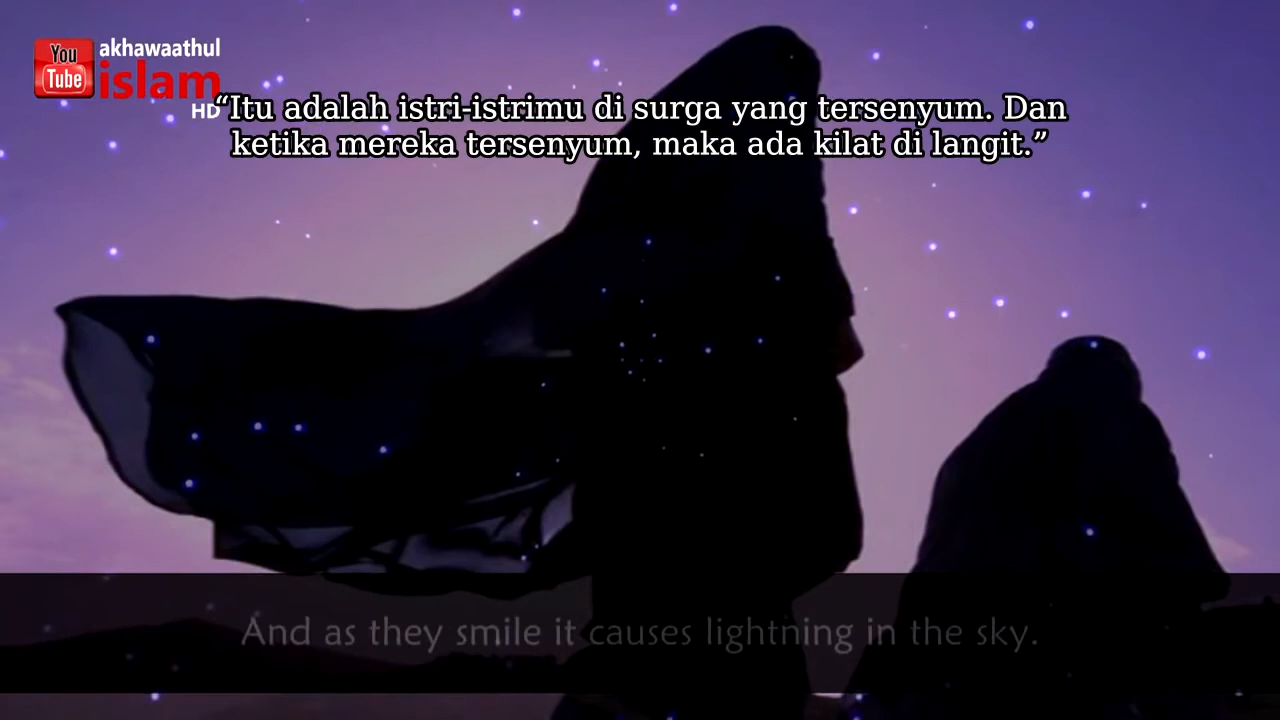 You
Tube
akhawaathul
islam
HD
“Itu adalah istri-istrimu di surga yang tersenyum. Dan
ketika mereka tersenyum, maka ada kilat di langit.”
And as they smile it causes lightning in the sky.